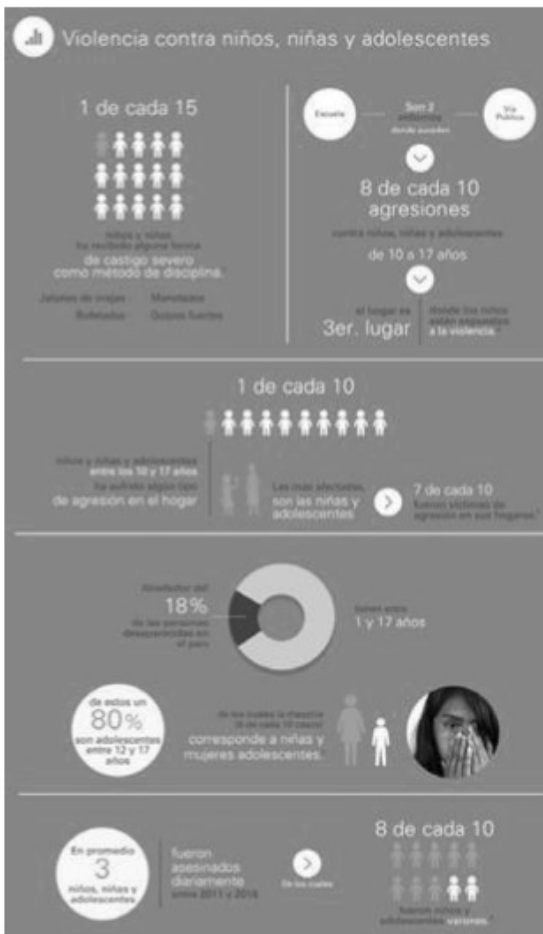 Violencia contra niños, niñas y adolescentes
1 de cada 15
niños y niñas
ha recibido alguna forma
de castigo severo
como método de disciplina.
Jalones de orejas
Manotazos
Bofetadas
Golpes fuertes
Escuela
Son 2
entornos
donde suceden
Vía
Pública
8 de cada 10
agresiones
contra niños, niñas y adolescentes
de 10 a 17 años
el hogar es
3er. lugar
donde los niños
están expuestos
a la violencia.
1 de cada 10
niños y niñas y adolescentes
entre los 10 y 17 años
ha sufrido algún tipo
de agresión en el hogar
Las más afectadas,
son las niñas y
adolescentes
7 de cada 10
fueron víctimas de
agresión en sus hogares.
Alrededor del
18%
de las personas
desaparecidas en
el país
tienen entre
1 y 17 años
de estos un
80%
son adolescentes
entre 12 y 17
años
de los cuales la mayoría
(6 de cada 10 casos)
corresponde a niñas y
mujeres adolescentes.
En promedio
3
niños, niñas y
adolescentes
fueron
asesinados
diariamente
entre 2011 y
De los cuales
8 de cada 10
fueron niños y
adolescentes varones.